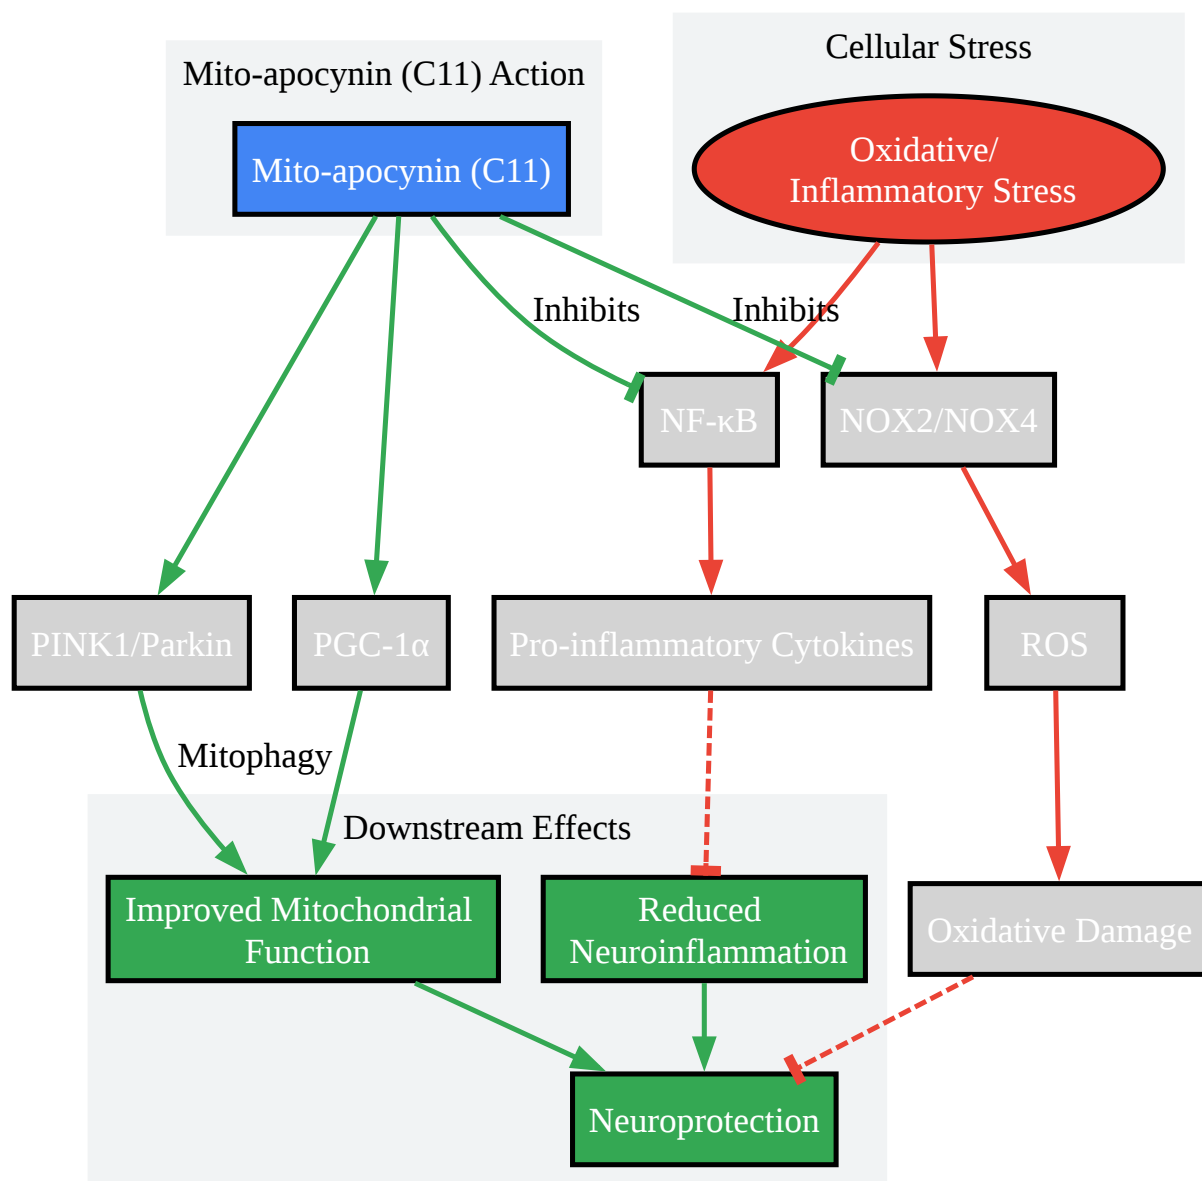 Cellular Stress
Mito-apocynin (C11) Action
Oxidative/
Inflammatory Stress
Mito-apocynin (C11)
Inhibits
Inhibits
NF-κB
NOX2/NOX4
PINK1/Parkin
PGC-1α
Pro-inflammatory Cytokines
ROS
Mitophagy
Downstream Effects
Improved Mitochondrial
Function
Reduced
Neuroinflammation
Oxidative Damage
Neuroprotection